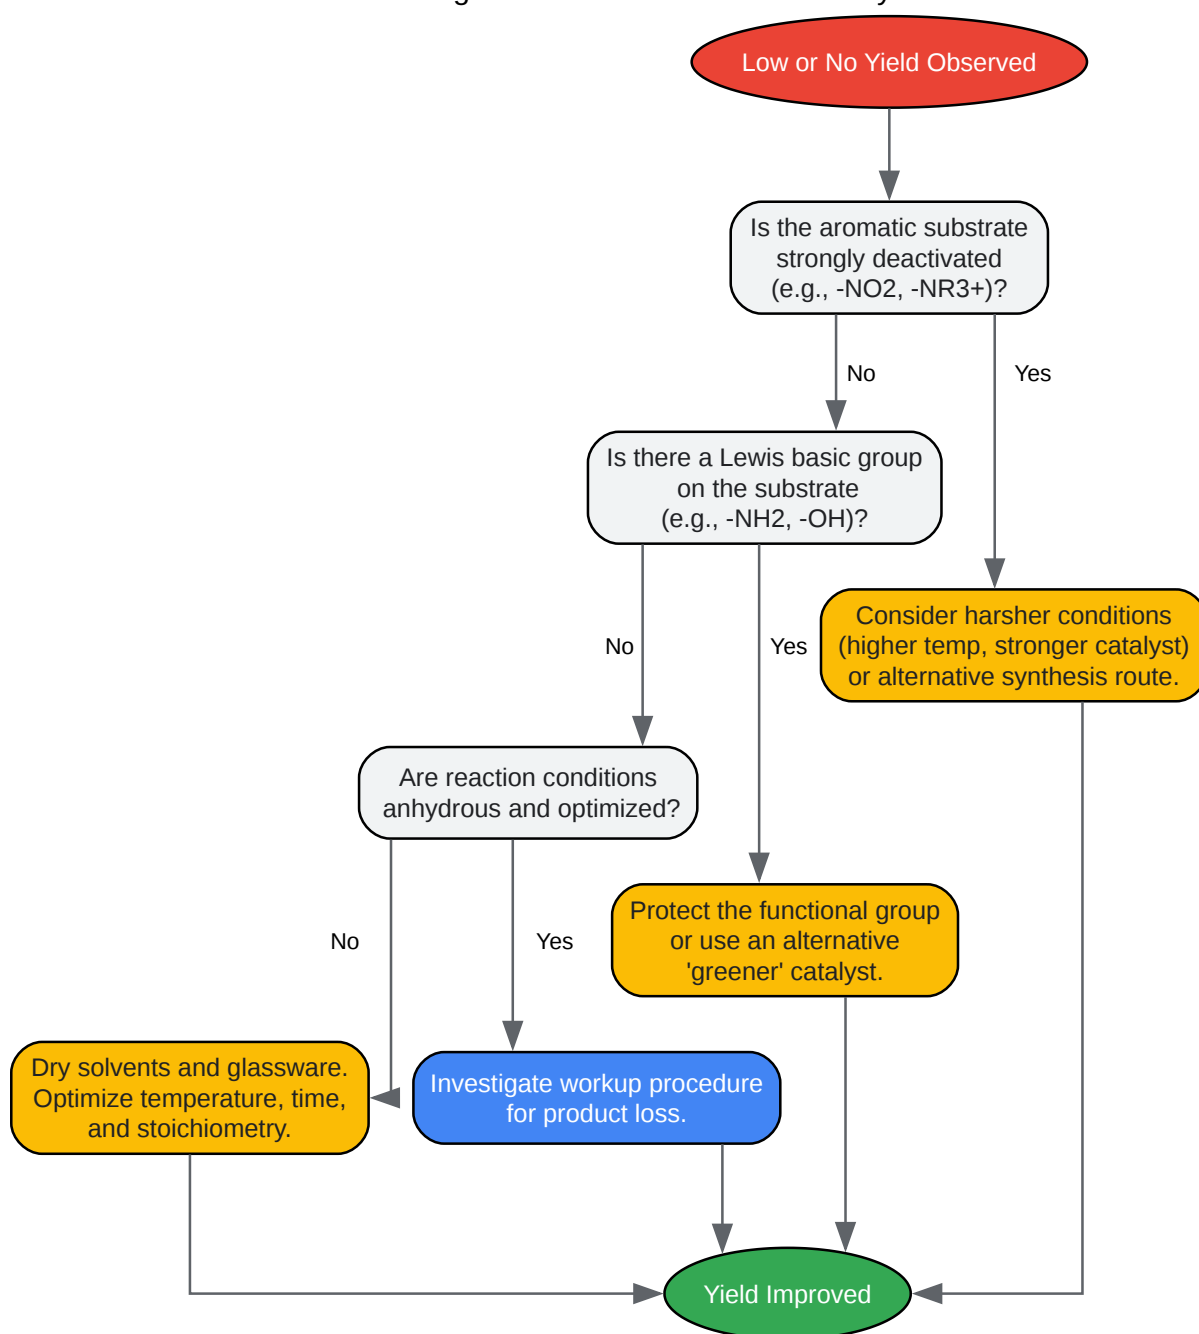 Low or No Yield Observed
Is the aromatic substrate
strongly deactivated
(e.g., -NO2, -NR3+)?
No
Yes
Is there a Lewis basic group
on the substrate
(e.g., -NH2, -OH)?
Consider harsher conditions
(higher temp, stronger catalyst)
or alternative synthesis route.
No
Yes
Are reaction conditions
anhydrous and optimized?
Protect the functional group
or use an alternative
'greener' catalyst.
No
Yes
Dry solvents and glassware.
Optimize temperature, time,
and stoichiometry.
Investigate workup procedure
for product loss.
Yield Improved